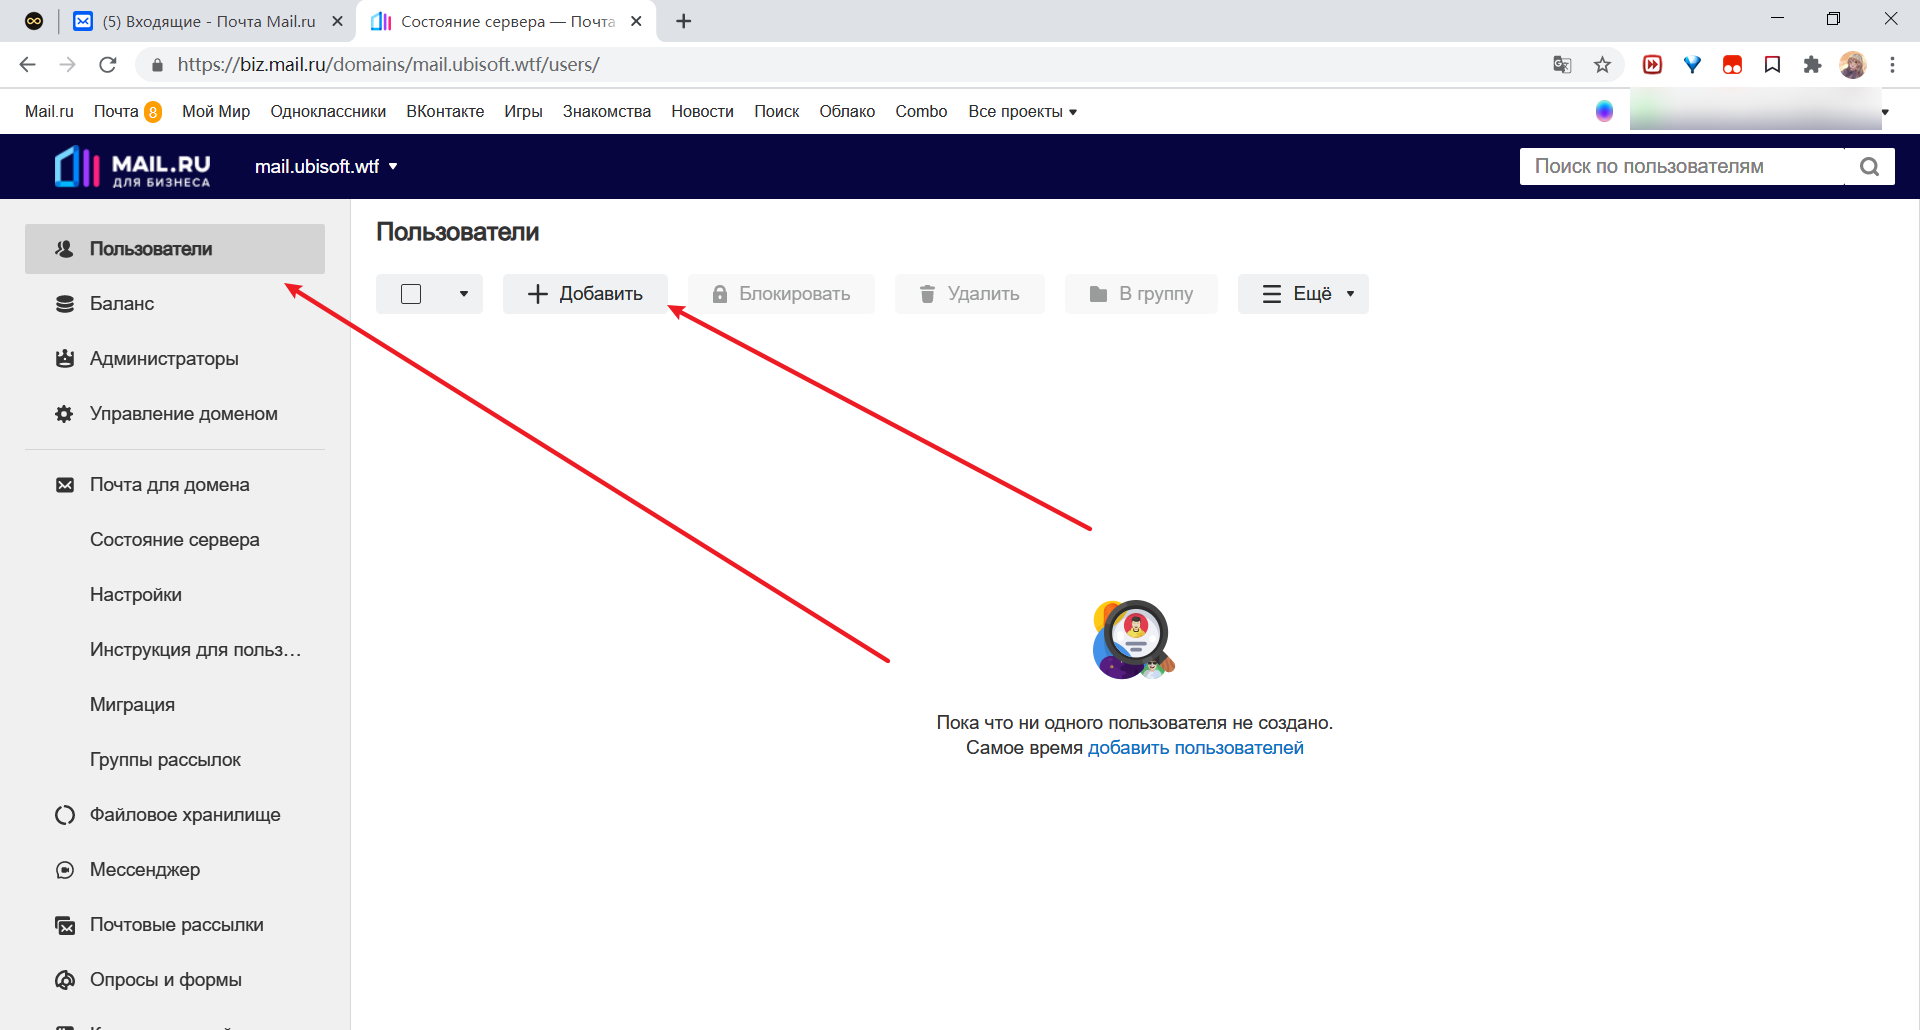 (5) Входящие - Почта Mail.ru
Состояние сервера — Почта
https://biz.mail.ru/domains/mail.ubisoft.wtf/users/
Mail.ru Почта 8 Мой Мир Одноклассники ВКонтакте Игры Знакомства Новости Поиск Облако Combo Все проекты
MAIL.RU
ДЛЯ БИЗНЕСА
mail.ubisoft.wtf
Поиск по пользователям
Пользователи
Баланс
Администраторы
Управление доменом
Почта для домена
Состояние сервера
Настройки
Инструкция для польз...
Миграция
Группы рассылок
Файловое хранилище
Мессенджер
Почтовые рассылки
Опросы и формы
Пользователи
Добавить Блокировать Удалить В группу Ещё
Пока что ни одного пользователя не создано.
Самое время добавить пользователей